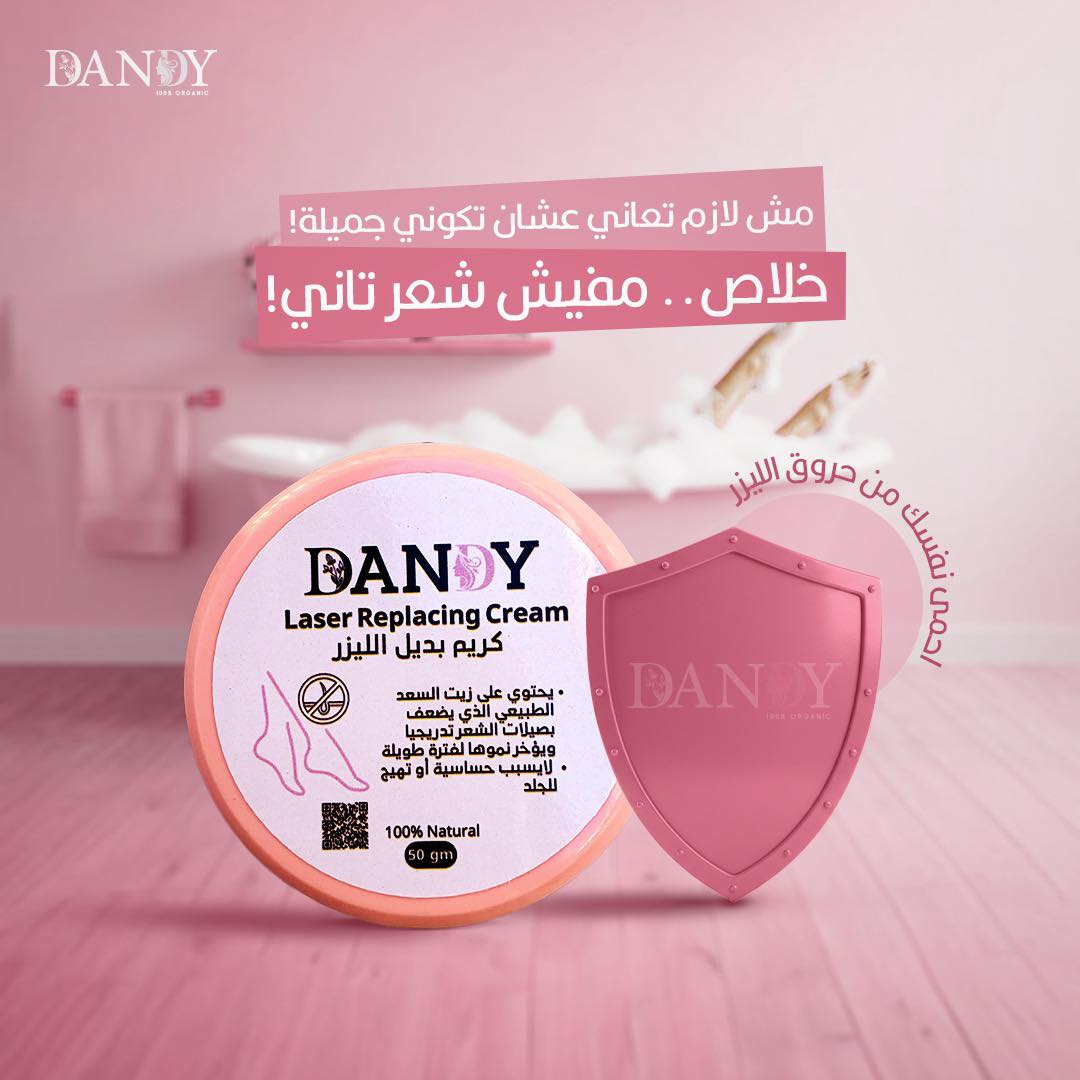 DANDY
100% ORGANIC
مش لازم تعاني عشان تكوني جميلة!
خلاص.. مفيش شعر تاني!
احمى نفسك من حروق الليزر
DANDY
Laser Replacing Cream
كريم بديل الليزر
• يحتوي على زيت السعد
الطبيعي الذي يضعف
بصيلات الشعر تدريجيا
ويؤخر نموها لفترة طويلة
• لايسبب حساسية أو تهيج
للجلد
100% Natural
50 gm
DANDY
100% ORGANIC